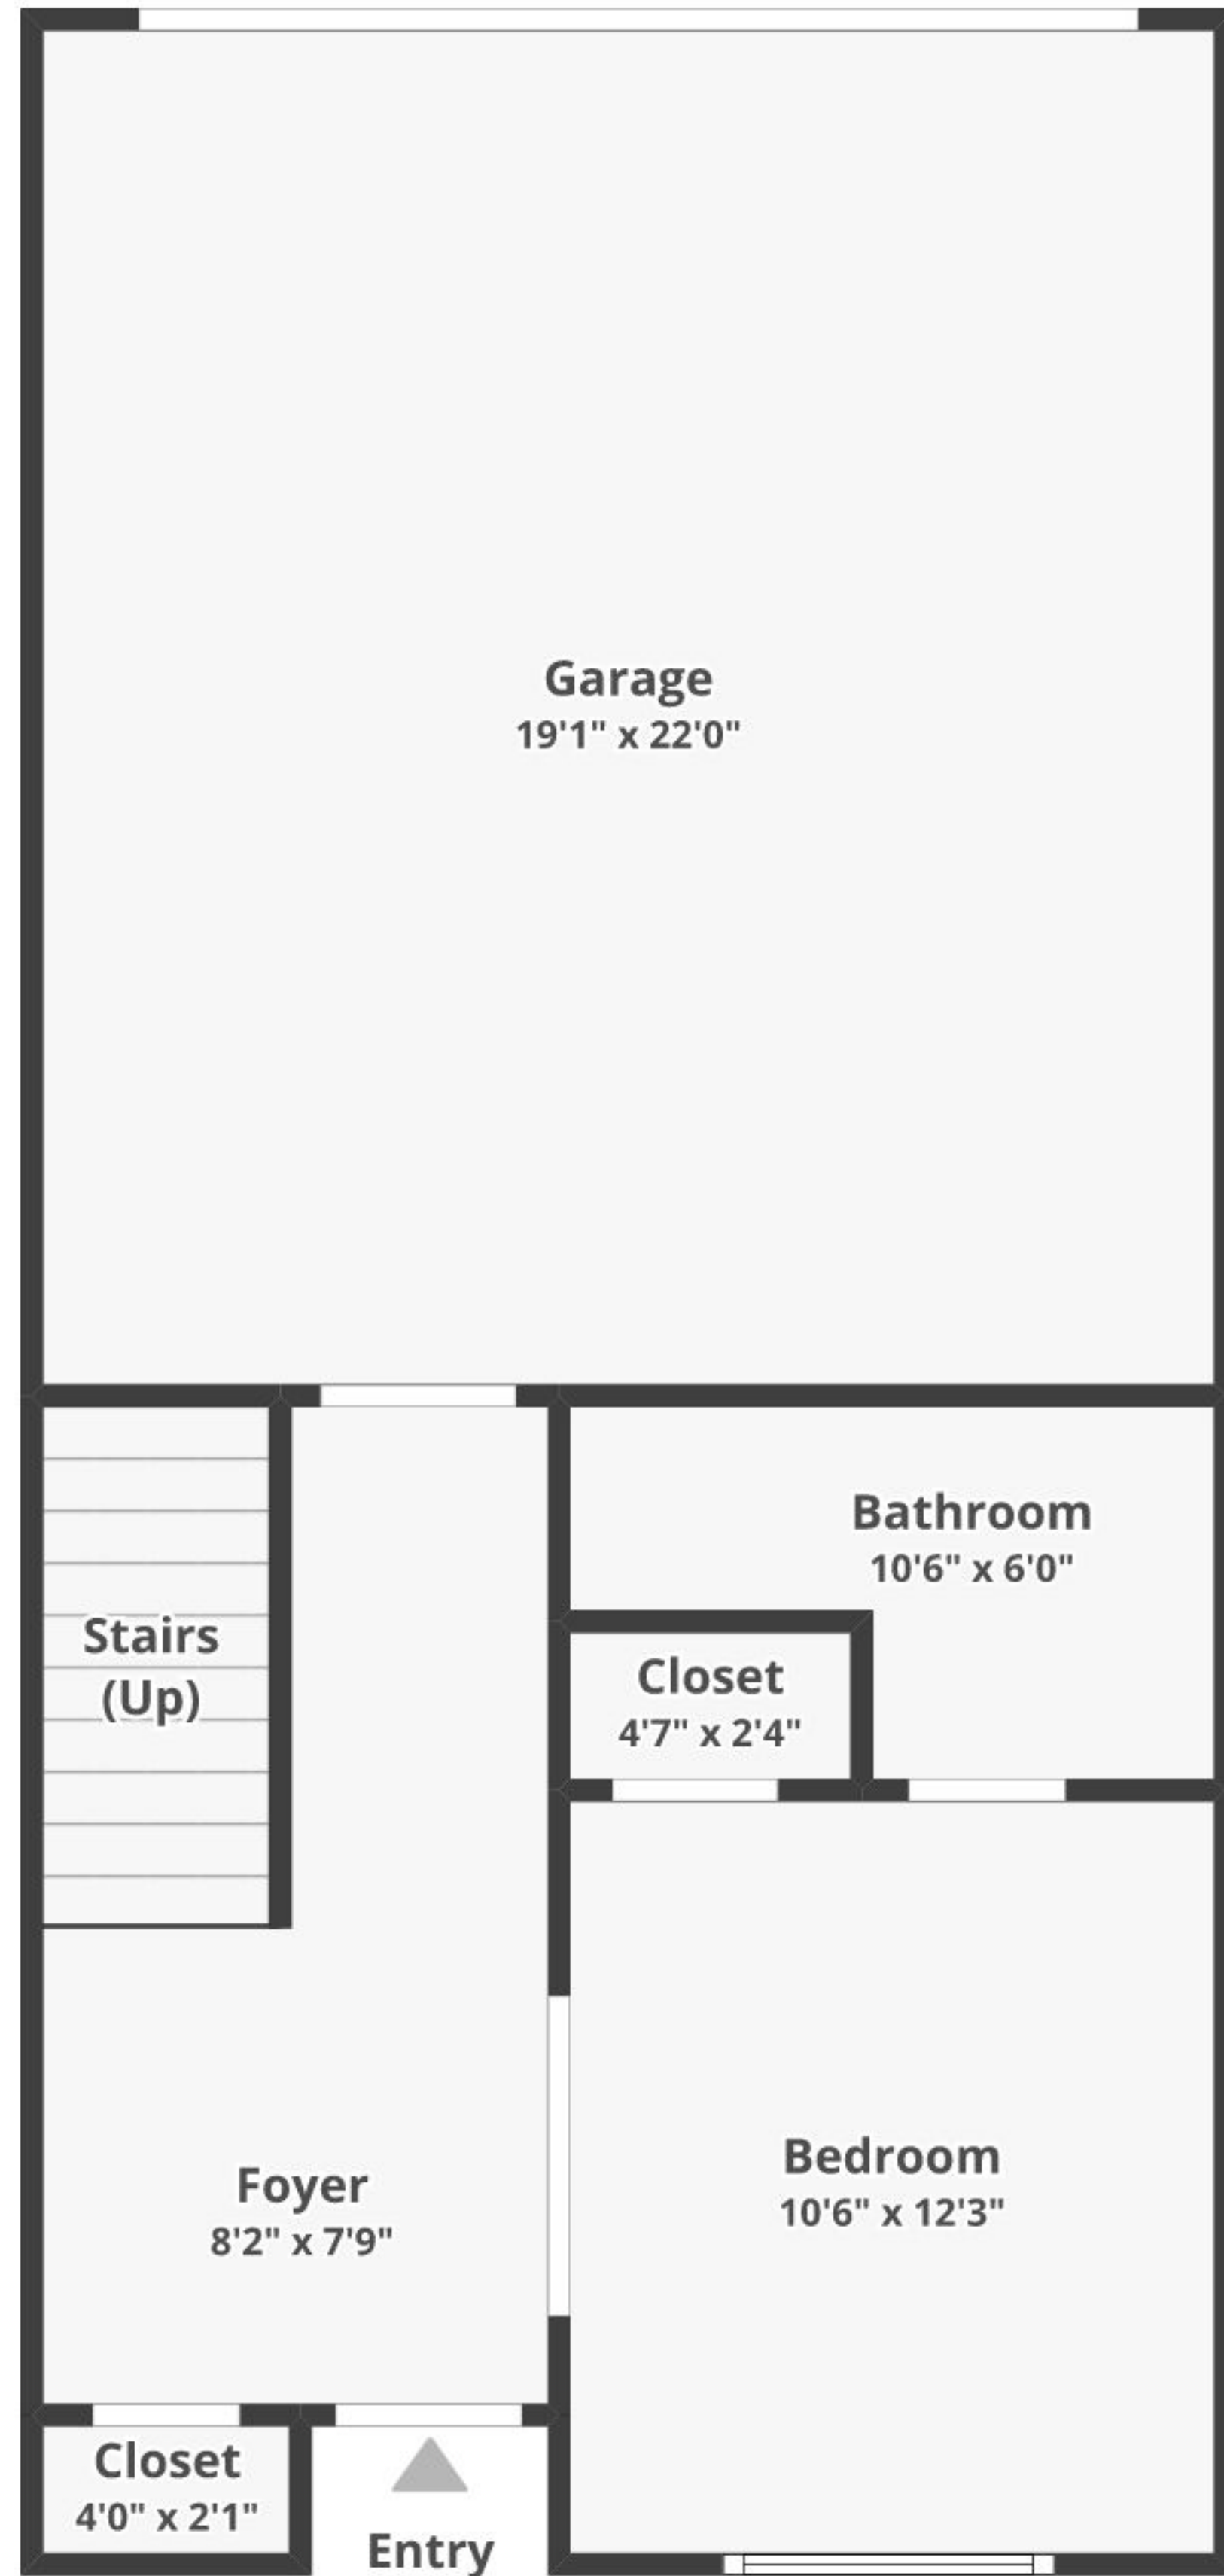 Garage
19'1" x 22'0"
Bathroom
10'6" x 6'0"
Stairs
(Up)
Closet
4'7" x 2'4"
Bedroom
10'6" x 12'3"
Foyer
8'2" x 7'9"
Closet
4'0" x 2'1"
Entry